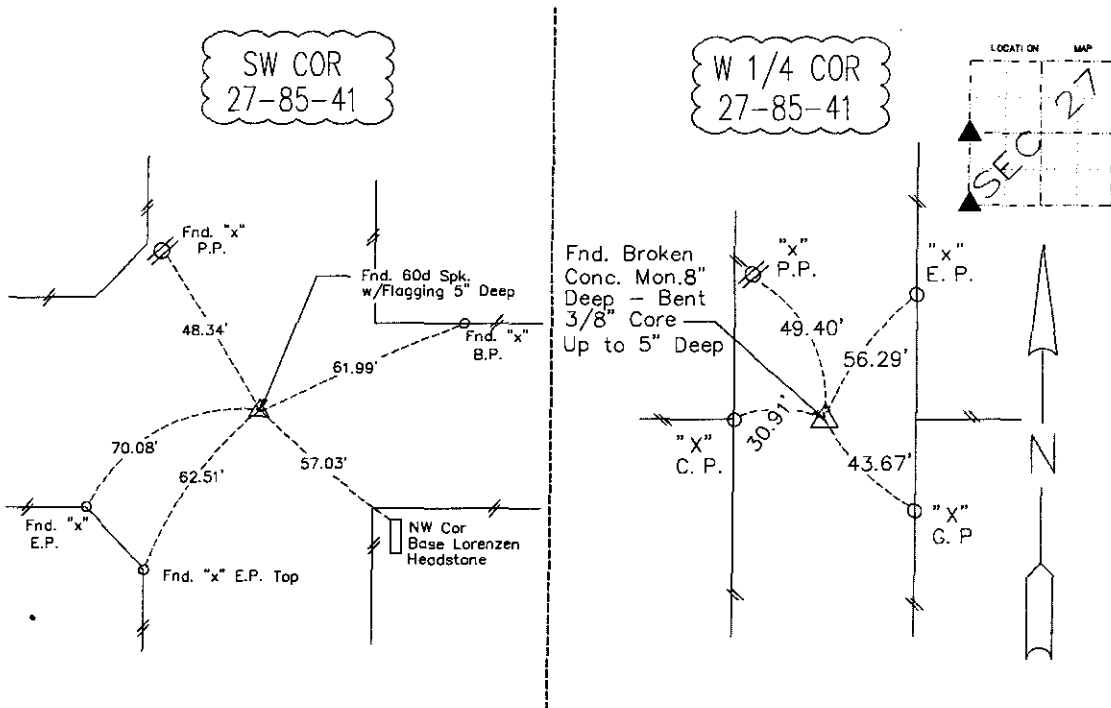 SW COR
27-85-41
Fnd. "x"
P.P.
Fnd. 60d Spk.
w/Flagging 5" Deep
48.34'
61.99'
Fnd. "x"
B.P.
70.08'
62.51'
57.03'
Fnd. "x"
E.P.
NW Cor
Base Lorenzen
Headstone
Fnd. "x" E.P. Top
W 1/4 COR
27-85-41
LOCATION MAP
SEC 27
Fnd. Broken
Conc. Mon.8"
Deep – Bent
3/8" Core
Up to 5" Deep
"x"
P.P.
"x"
E. P.
49.40'
56.29'
30.91'
"X"
C. P.
43.67'
"X"
G. P
N